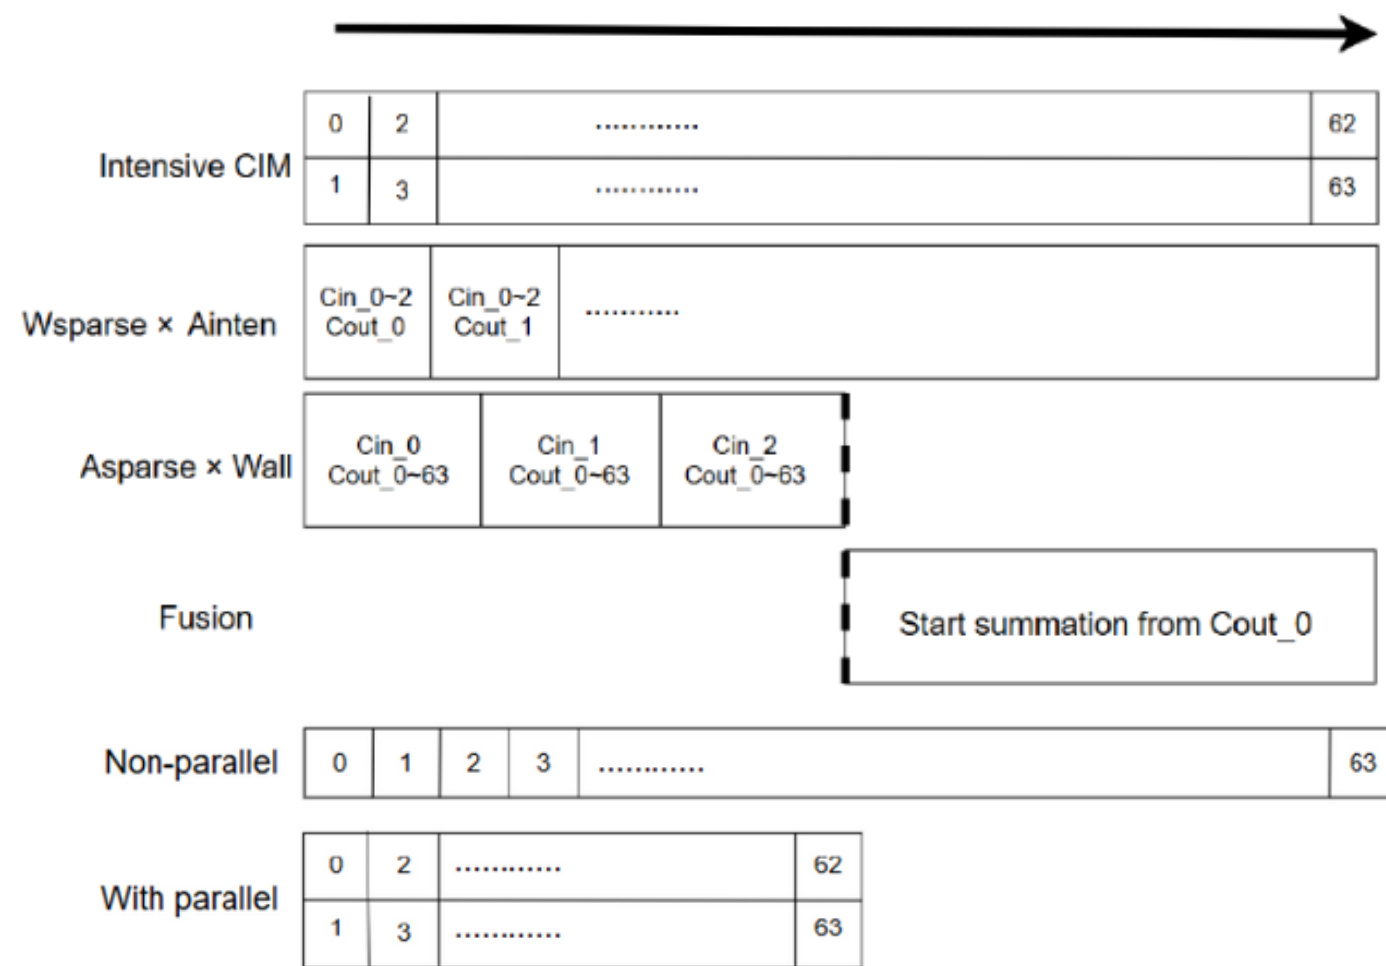 0 2 ............ 62
Intensive CIM
1 3 ............ 63
Cin_0~2 Cin_0~2
Cout_0 Cout_1 ...........
Wsparse × Ainten
Cin_0 Cin_1 Cin_2
Asparse × Wall
Cout_0~63 Cout_0~63 Cout_0~63
Fusion
Start summation from Cout_0
Non-parallel 0 1 2 3 ............ 63
0 2 ............ 62
With parallel
1 3 ............ 63